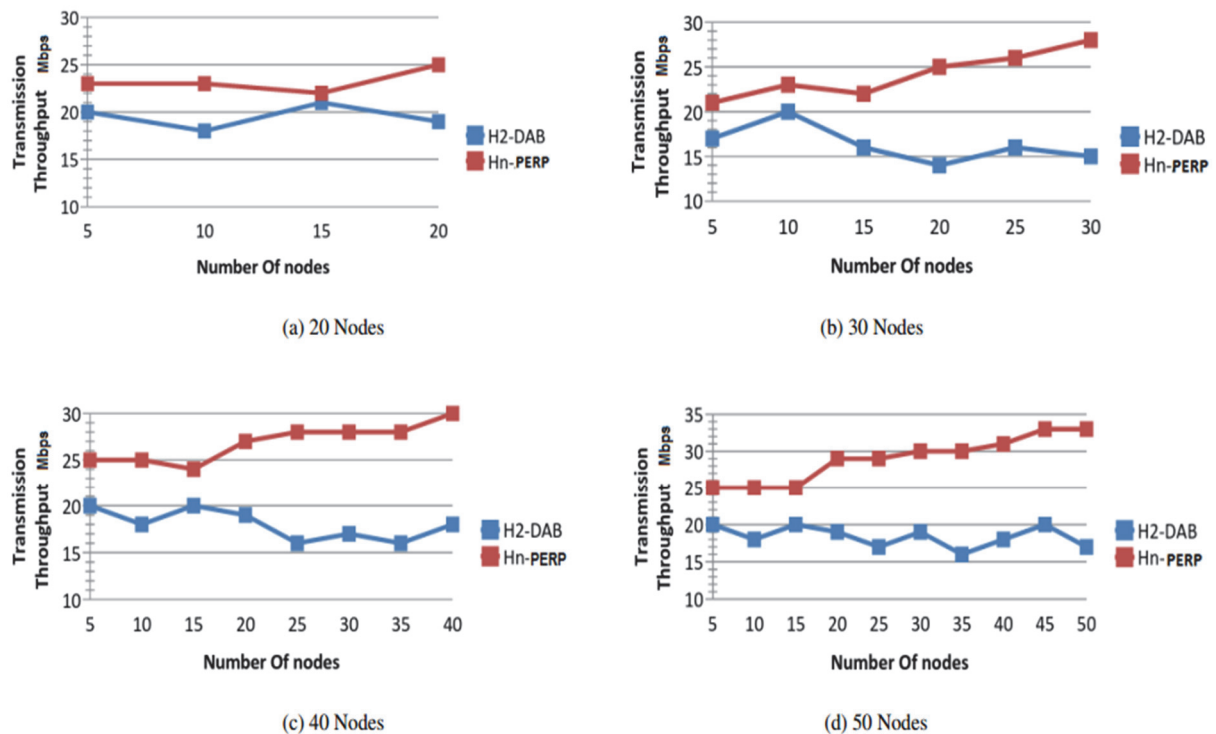 30
25
20
15
10
Transmission
Throughput Mbps
5 10 15 20
Number Of nodes
H2-DAB
Hn-PERP
(a) 20 Nodes
30
25
20
15
10
Transmission
Throughput Mbps
5 10 15 20 25 30
Number Of nodes
H2-DAB
Hn-PERP
(b) 30 Nodes
30
25
20
15
10
Transmission
Throughput Mbps
5 10 15 20 25 30 35 40
Number Of nodes
H2-DAB
Hn-PERP
(c) 40 Nodes
35
30
25
20
15
10
Transmission
Throughput Mbps
5 10 15 20 25 30 35 40 45 50
Number Of nodes
H2-DAB
Hn-PERP
(d) 50 Nodes